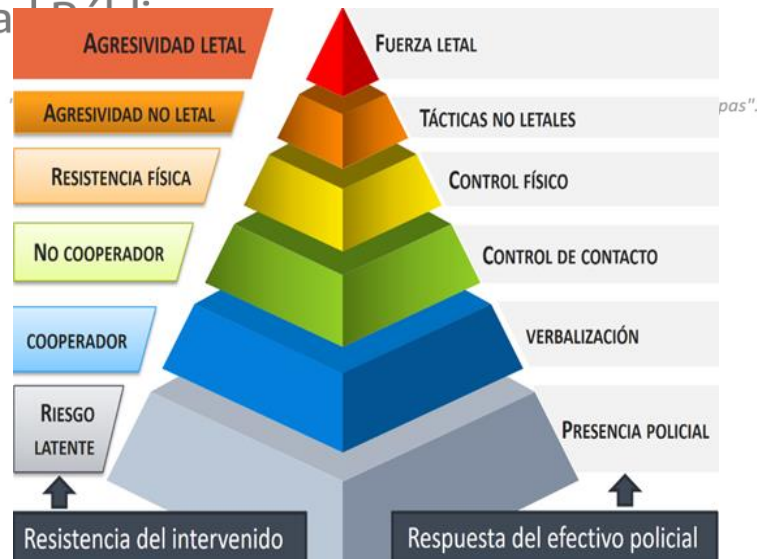 AGRESIVIDAD LETAL
FUERZA LETAL
pas".
AGRESIVIDAD NO LETAL
TÁCTICAS NO LETALES
RESISTENCIA FÍSICA
CONTROL FÍSICO
NO COOPERADOR
CONTROL DE CONTACTO
COOPERADOR
VERBALIZACIÓN
RIESGO
LATENTE
PRESENCIA POLICIAL
Resistencia del intervenido
Respuesta del efectivo policial